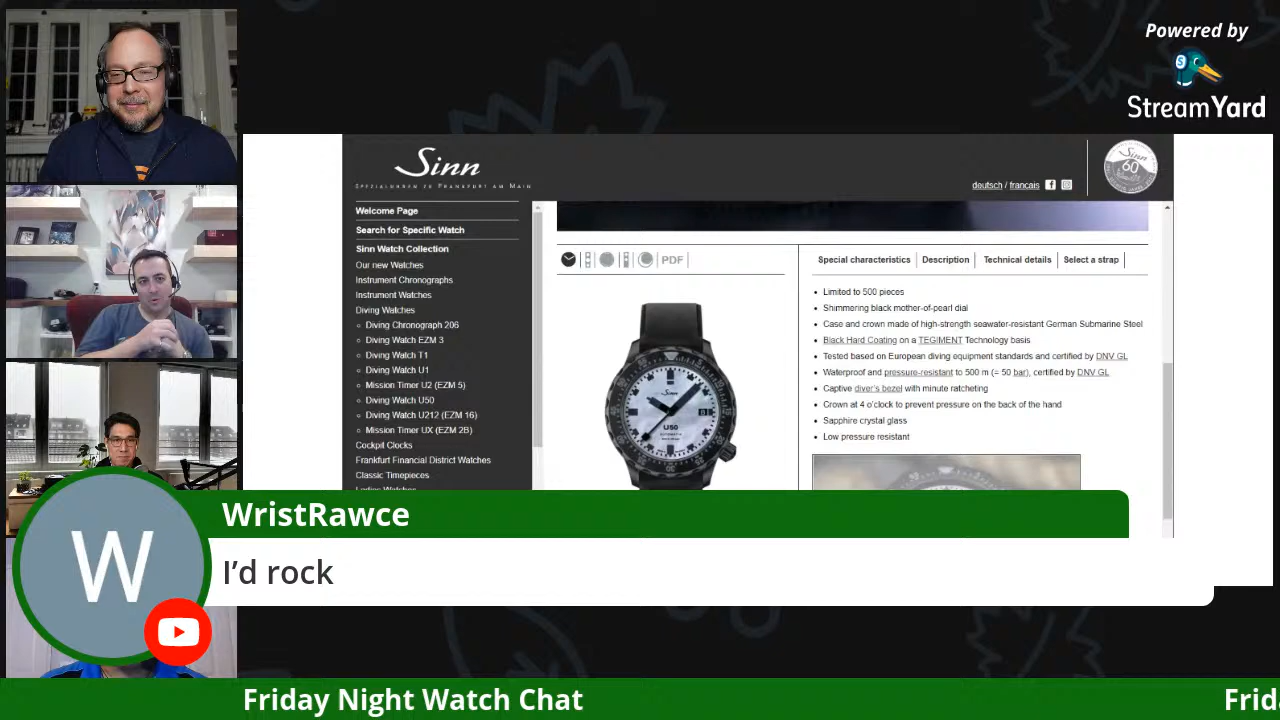 Powered by
StreamYard
Sinn
SPEZIALUHREN ZU FRANKFURT AM MAIN
deutsch / francais
Sinn
60
Welcome Page
Search for Specific Watch
Sinn Watch Collection
Our new Watches
Instrument Chronographs
Instrument Watches
Diving Watches
Diving Chronograph 206
Diving Watch EZM 3
Diving Watch T1
Diving Watch U1
Mission Timer U2 (EZM 5)
Diving Watch U50
Diving Watch U212 (EZM 16)
Mission Timer UX (EZM 2B)
Cockpit Clocks
Frankfurt Financial District Watches
Classic Timepieces
Ladies Watches
PDF
Special characteristics
Description
Technical details
Select a strap
Limited to 500 pieces
Shimmering black mother-of-pearl dial
Case and crown made of high-strength seawater-resistant German Submarine Steel
Black Hard Coating on a TEGIMENT Technology basis
Tested based on European diving equipment standards and certified by DNV GL
Waterproof and pressure-resistant to 500 m (= 50 bar), certified by DNV GL
Captive diver's bezel with minute ratcheting
Crown at 4 o'clock to prevent pressure on the back of the hand
Sapphire crystal glass
Low pressure resistant
Sinn
U50
W
WristRawce
I'd rock
Friday Night Watch Chat
Frid